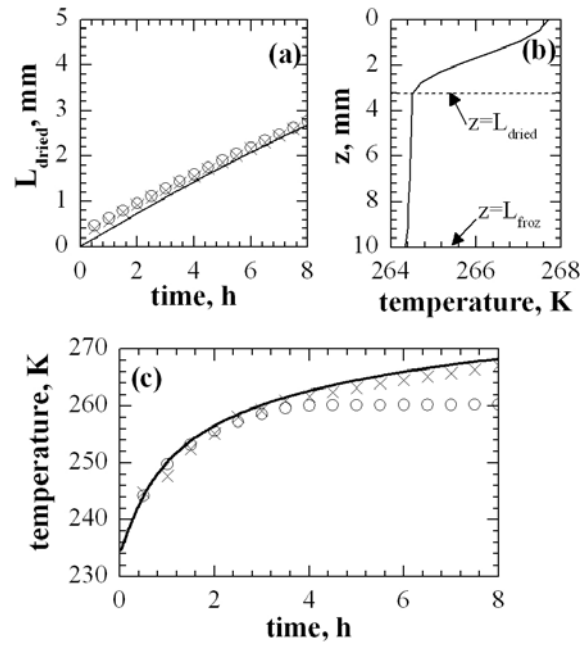 5
4
3
2
1
0
0 2 4 6 8
L_dried, mm
time, h
(a)
0
2
4
6
8
10
264 266 268
z, mm
temperature, K
(b)
z=L_dried
z=L_froz
270
260
250
240
230
0 2 4 6 8
temperature, K
time, h
(c)